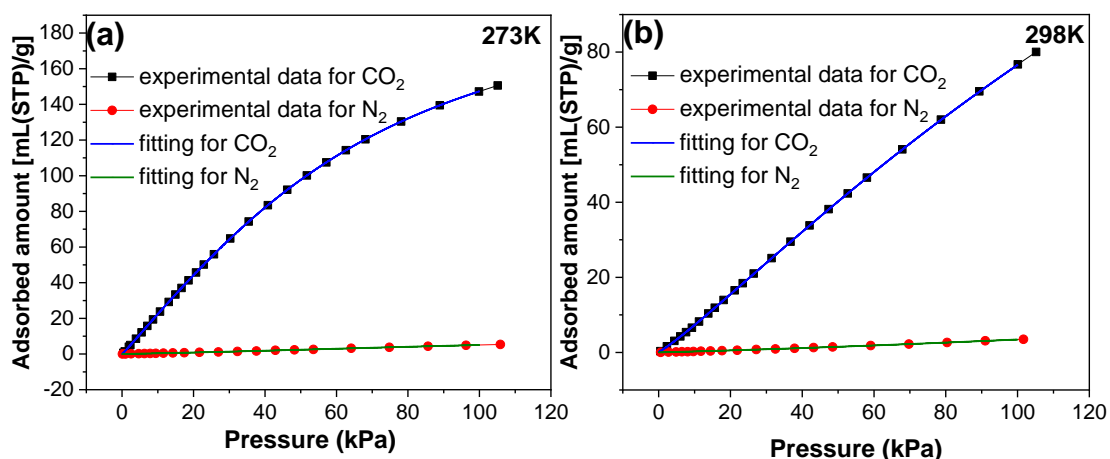 (a)
273K
experimental data for CO₂
experimental data for N₂
fitting for CO₂
fitting for N₂
Adsorbed amount [mL(STP)/g]
200
180
160
140
120
100
80
60
40
20
0
-20
0 20 40 60 80 100 120
Pressure (kPa)
(b)
298K
experimental data for CO₂
experimental data for N₂
fitting for CO₂
fitting for N₂
Adsorbed amount [mL(STP)/g]
80
60
40
20
0
0 20 40 60 80 100 120
Pressure (kPa)